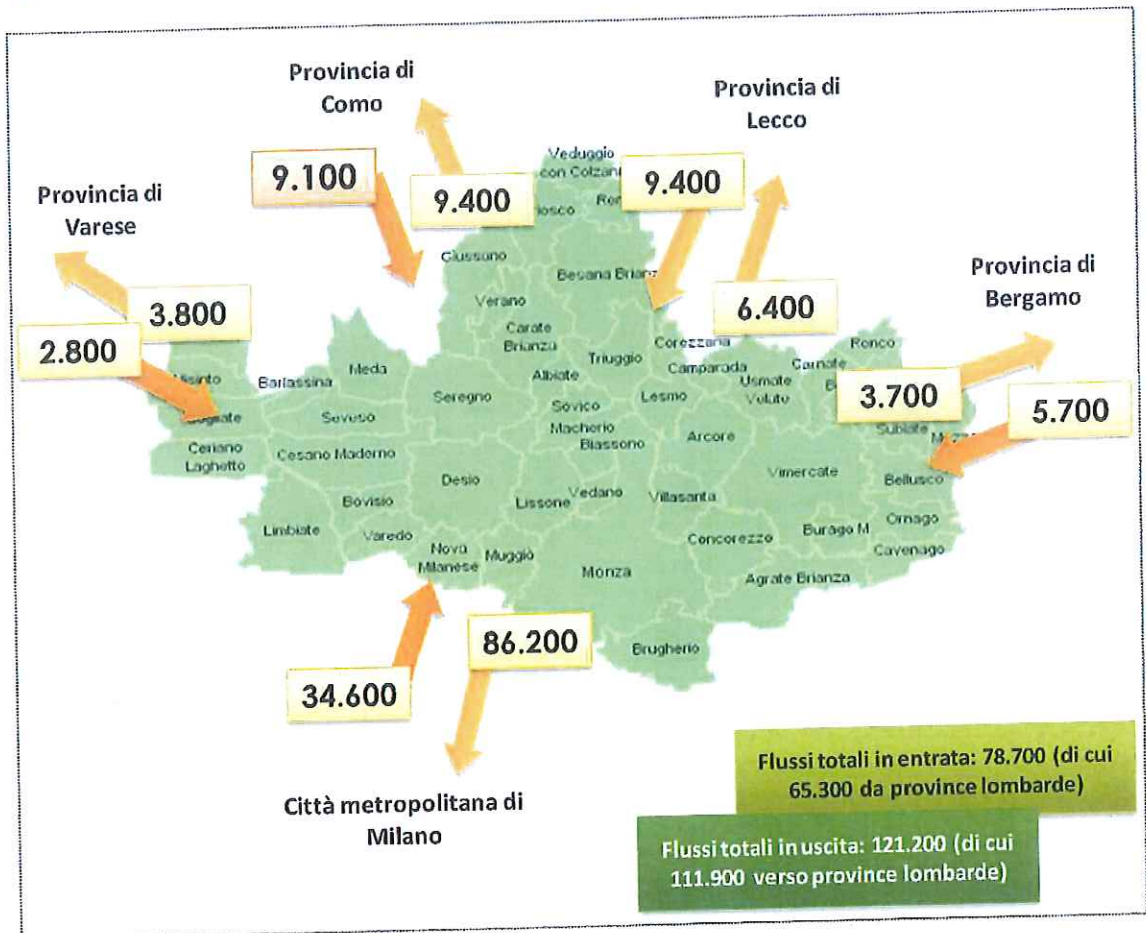 Provincia di
Como
Provincia di
Lecco
Provincia di
Varese
Provincia di
Bergamo
9.100
9.400
9.400
6.400
3.800
2.800
3.700
5.700
34.600
86.200
Veduggio
con Colzan
Giussano
Besana Brianz
Verano
Carate
Brianza
Triuggio
Corezzana
Camparada
Ronco
Carnate
Usmate
Velate
Misinto
Barlassina
Meda
Albiate
Seregno
Lesmo
Seveso
Sovico
Macherio
Biassono
Arcore
Sulbiate
Ceriano
Laghetto
Cesano Maderno
Vimercate
Bellusco
Desio
Lissone
Vedano
Villasanta
Bovisio
Limbiate
Varedo
Ornago
Burago M.
Cavenago
Concorezzo
Nova
Milanese
Muggiò
Monza
Agrate Brianza
Brugherio
Città metropolitana di
Milano
Flussi totali in entrata: 78.700 (di cui
65.300 da province lombarde)
Flussi totali in uscita: 121.200 (di cui
111.900 verso province lombarde)